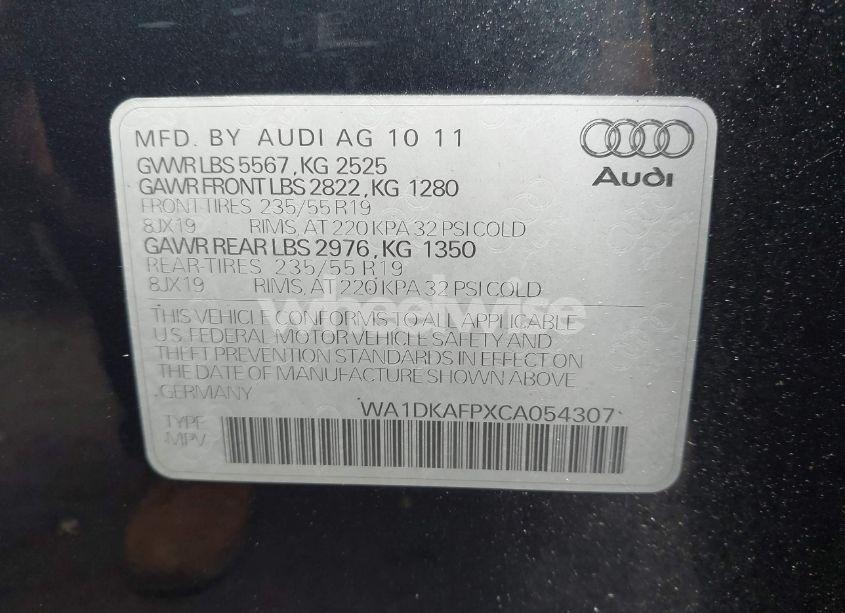 MFD. BY AUDI AG 10 11
GVWR LBS 5567, KG 2525
GAWR FRONT LBS 2822, KG 1280
FRONT-TIRES 235/55 R19
8JX19 RIMS, AT 220 KPA 32 PSI COLD
GAWR REAR LBS 2976, KG 1350
REAR-TIRES 235/55 R19
8JX19 RIMS, AT 220 KPA 32 PSI COLD
Audi
wheelwise
THIS VEHICLE CONFORMS TO ALL APPLICABLE
U.S. FEDERAL MOTOR VEHICLE SAFETY AND
THEFT PREVENTION STANDARDS IN EFFECT ON
THE DATE OF MANUFACTURE SHOWN ABOVE
GERMANY
WA1DKAFPXCA054307
TYPE
MPV